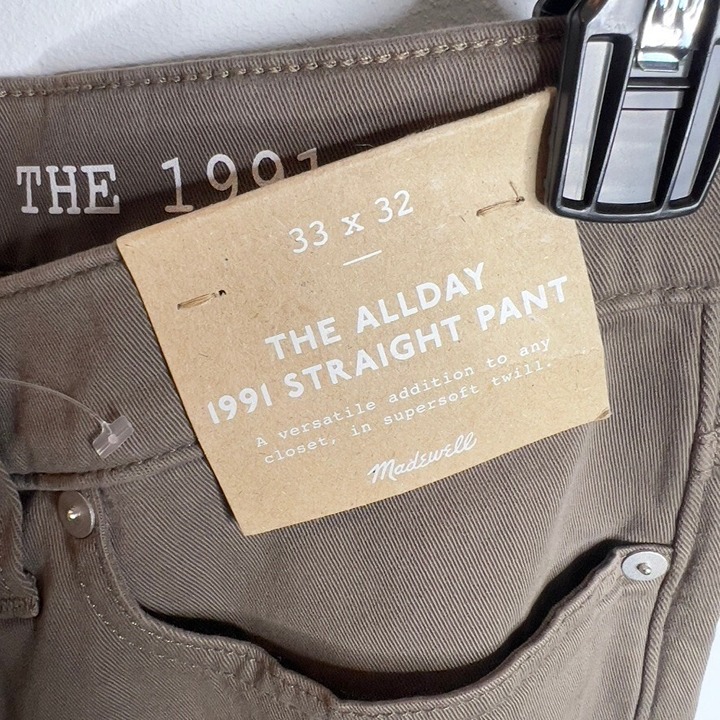 THE 1991
33 x 32
THE ALLDAY
1991 STRAIGHT PANT
A versatile addition to any
closet, in supersoft twill.
Madewell